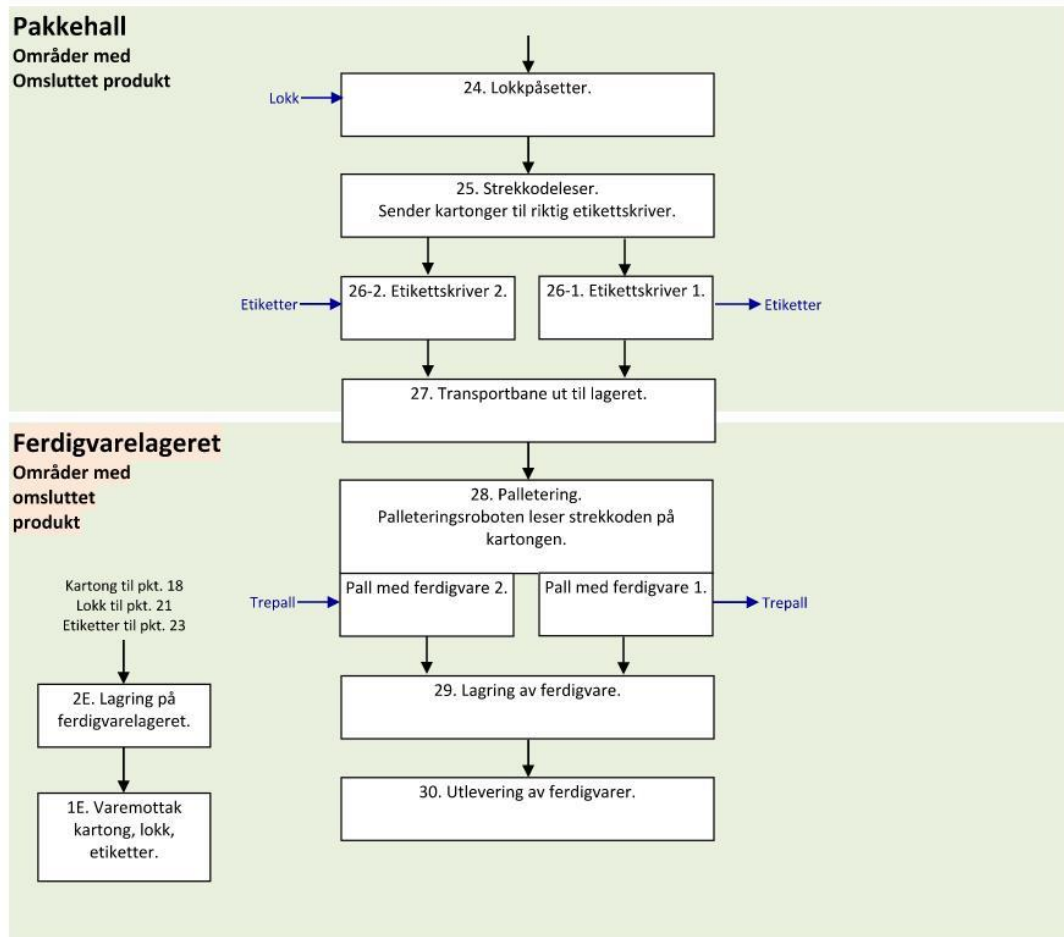 Pakkehall
Områder med
Omsluttet produkt
24. Lokkpåsetter.
Lokk
25. Strekkodeleser.
Sender kartonger til riktig etikettskriver.
26-2. Etikettskriver 2.
26-1. Etikettskriver 1.
Etiketter
Etiketter
27. Transportbane ut til lageret.
Ferdigvarelageret
Områder med
omsluttet
produkt
28. Palletering.
Palleteringsroboten leser strekkoden på
kartongen.
Pall med ferdigvare 2.
Pall med ferdigvare 1.
Trepall
Trepall
Kartong til pkt. 18
Lokk til pkt. 21
Etiketter til pkt. 23
2E. Lagring på
ferdigvarelageret.
1E. Varemottak
kartong, lokk,
etiketter.
29. Lagring av ferdigvare.
30. Utlevering av ferdigvarer.